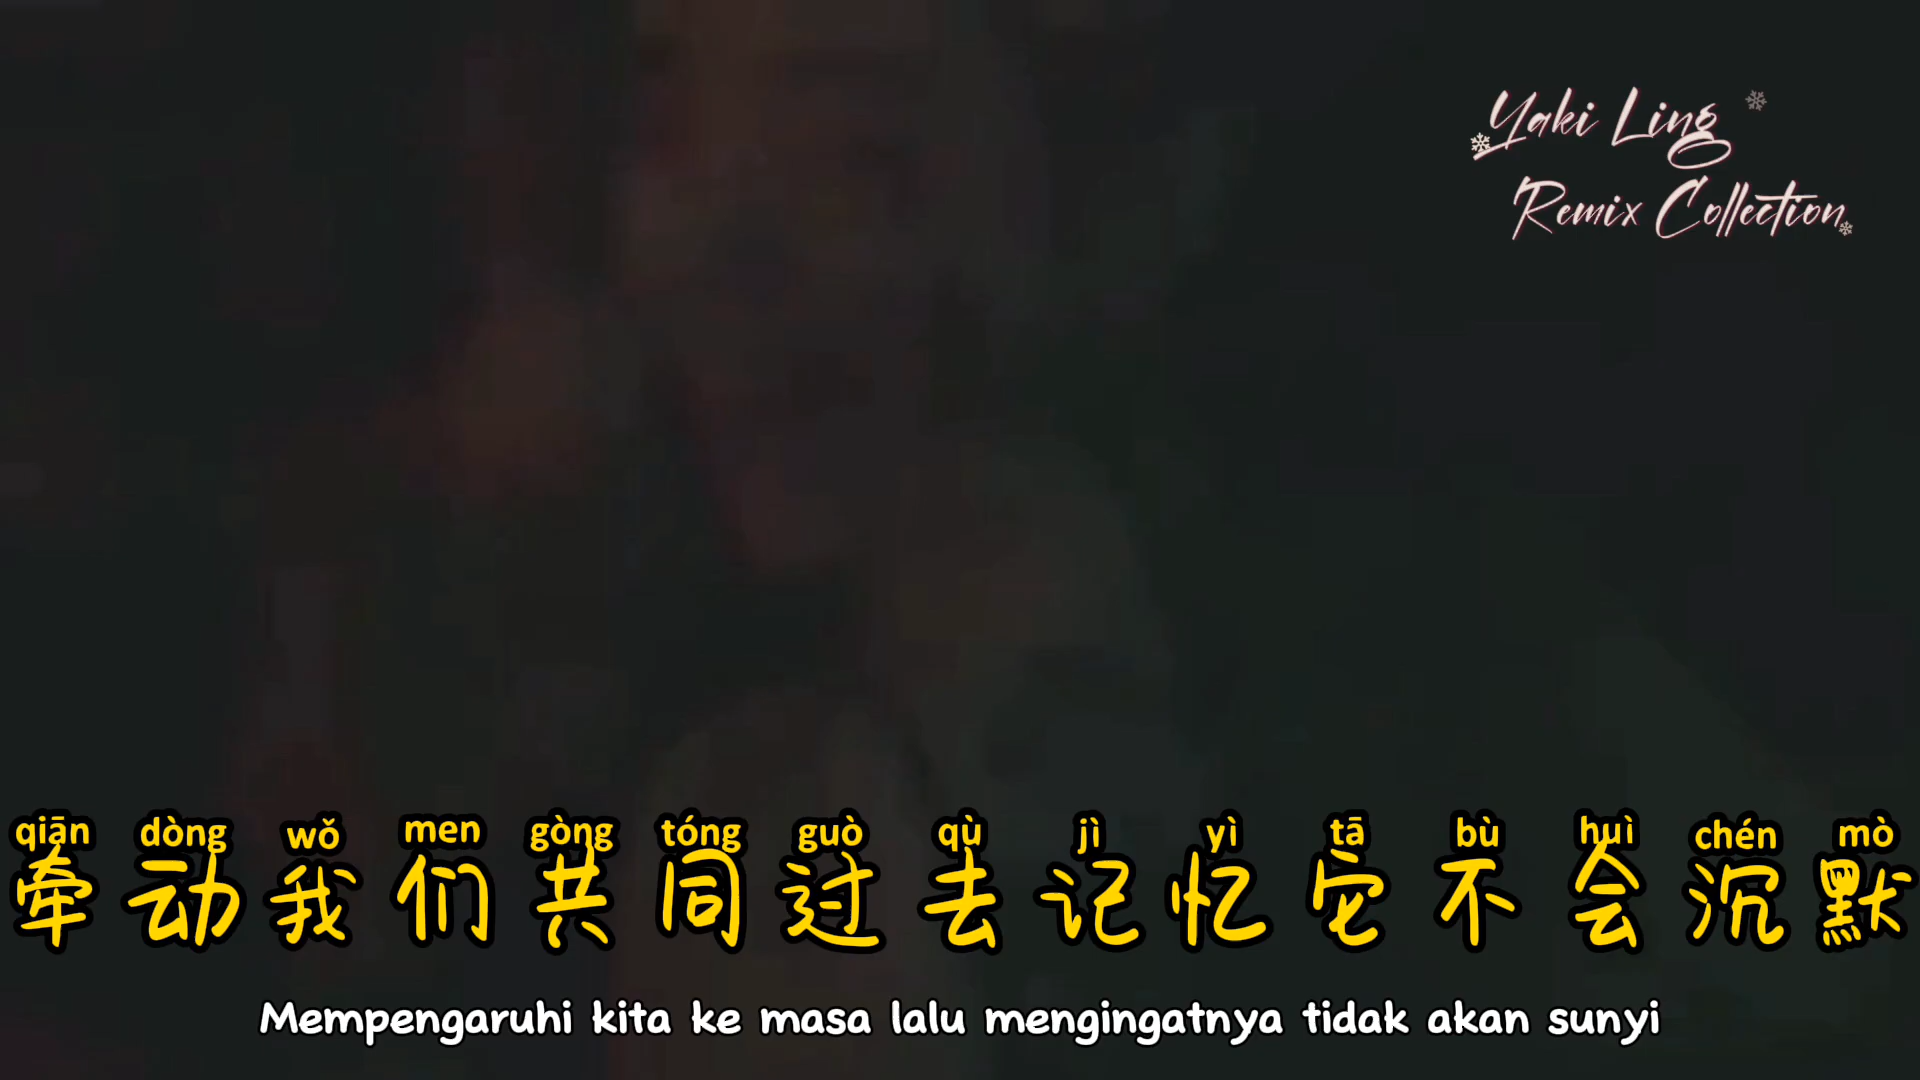 Yaki Ling
Remix Collection
qiān dòng wǒ men gòng tóng guò qù jì yì tā bù huì chén mò
牵动我们共同过去记忆它不会沉默
Mempengaruhi kita ke masa lalu mengingatnya tidak akan sunyi